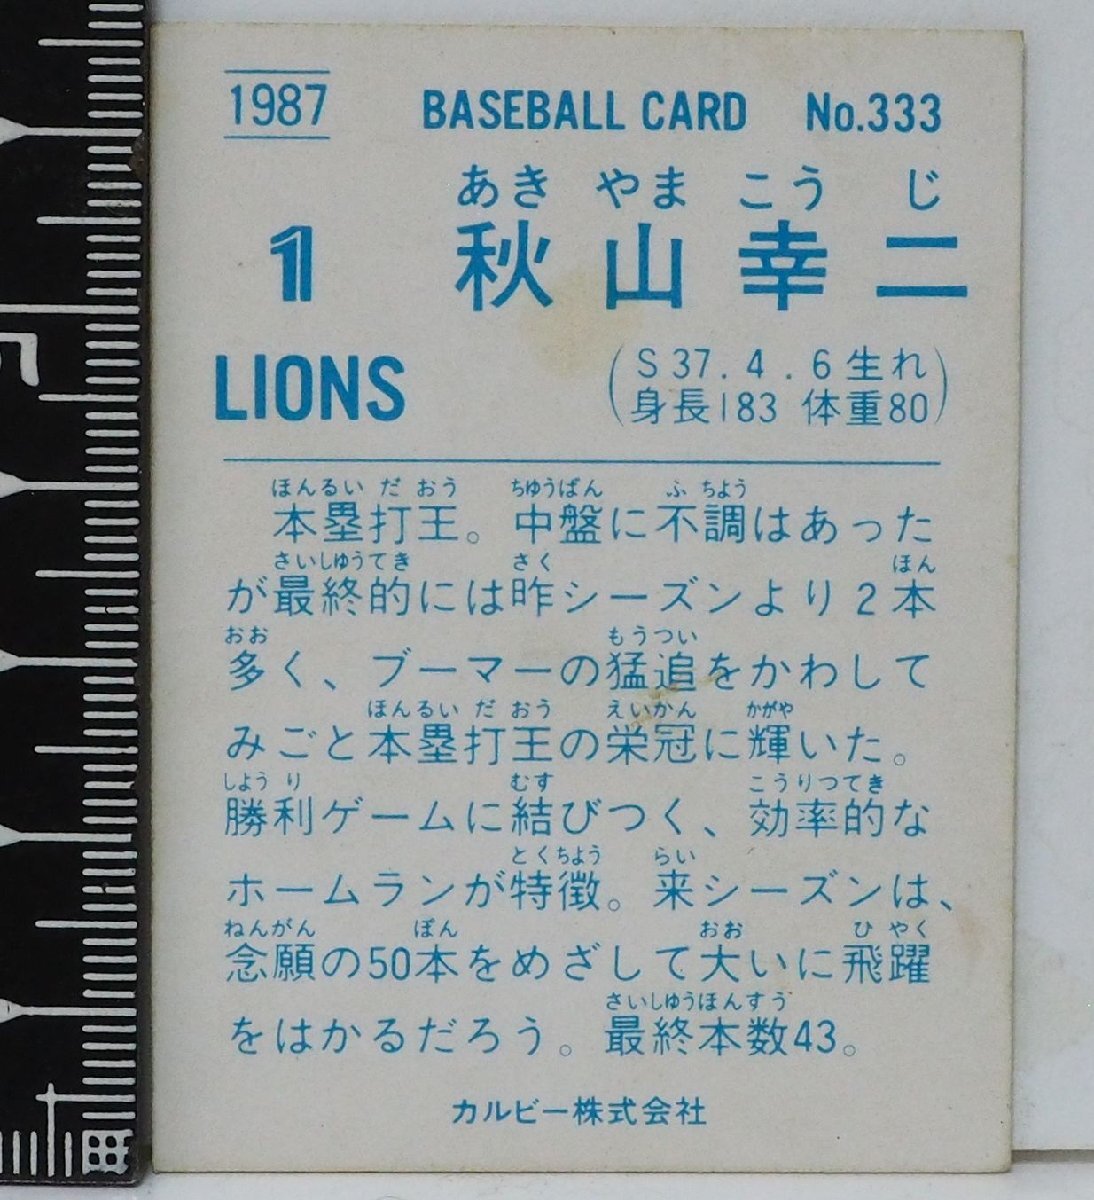 1987 BASEBALL CARD No.333
あき やま こう じ
1 秋山幸二
LIONS
(S37.4.6生れ
身長183 体重80)
ほんるい だ おう ちゆうばん ふ ちよう
本塁打王。中盤に不調はあった
さいしゆうてき さく ほん
が最終的には昨シーズンより2本
おお もうつい
多く、ブーマーの猛追をかわして
ほんるい だ おう えいかん かがや
みごと本塁打王の栄冠に輝いた。
しよう り むす こうりつてき
勝利ゲームに結びつく、効率的な
とくちよう らい
ホームランが特徴。来シーズンは、
ねんがん ぽん おお ひ やく
念願の50本をめざして大いに飛躍
さいしゆうほんすう
をはかるだろう。最終本数43。
カルビー株式会社